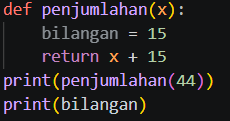 def penjumlahan(x):
    bilangan = 15
    return x + 15
print(penjumlahan(44))
print(bilangan)